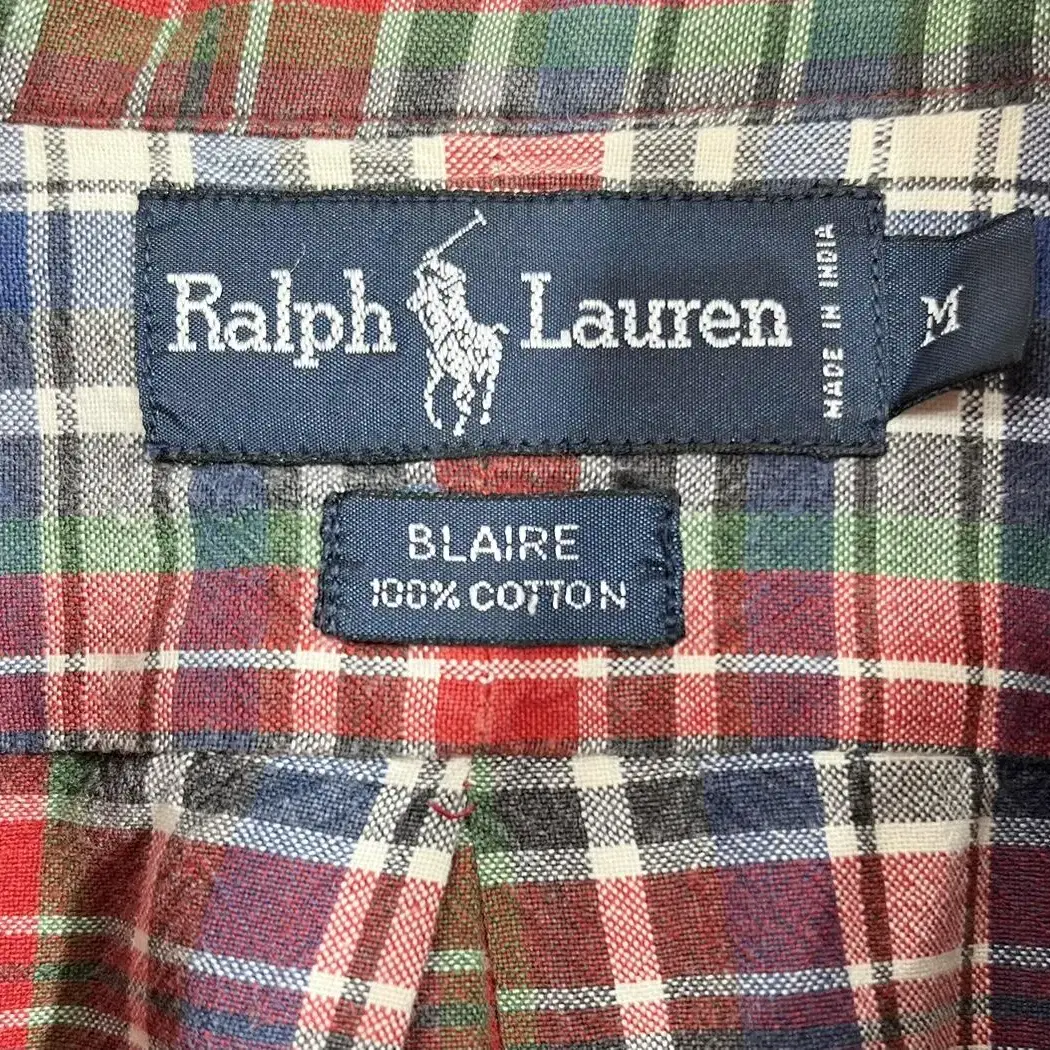 Ralph Lauren
MADE IN INDIA
M
BLAIRE
100% COTTON